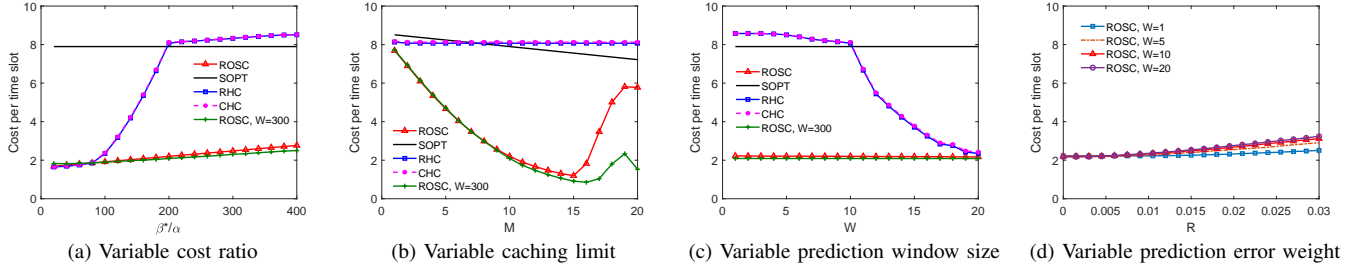 Cost per time slot
10
8
6
4
2
0
ROSC
SOPT
RHC
CHC
ROSC, W=300
100
200
300
400
β*/α
(a) Variable cost ratio
Cost per time slot
10
8
6
4
2
0
ROSC
SOPT
RHC
CHC
ROSC, W=300
0
5
10
15
20
M
(b) Variable caching limit
Cost per time slot
10
8
6
4
2
0
ROSC
SOPT
RHC
CHC
ROSC, W=300
0
5
10
15
20
W
(c) Variable prediction window size
Cost per time slot
10
8
6
4
2
0
ROSC, W=1
ROSC, W=5
ROSC, W=10
ROSC, W=20
0
0.005
0.01
0.015
0.02
0.025
0.03
R
(d) Variable prediction error weight